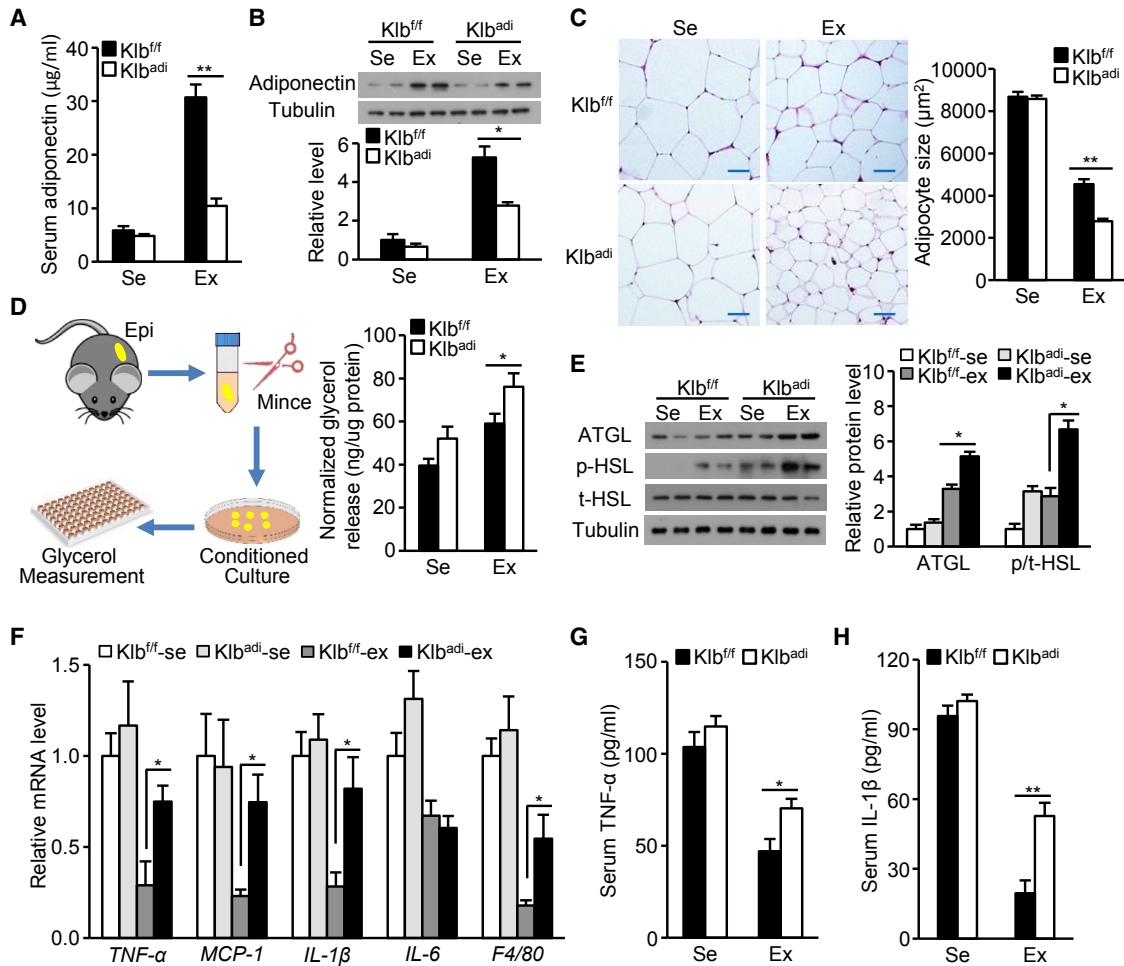 A
Klb^f/f
Klb^adi
Serum adiponectin (µg/ml)
50
40
30
20
10
0
**
Se
Ex
B
Klb^f/f
Klb^adi
Se
Ex
Se
Ex
Adiponectin
Tubulin
Klb^f/f
Klb^adi
Relative level
6
4
2
0
*
Se
Ex
C
Se
Ex
Klb^f/f
Klb^adi
Klb^f/f
Klb^adi
Adipocyte size (µm²)
10000
8000
6000
4000
2000
0
**
Se
Ex
D
Epi
Mince
Conditioned
Culture
Glycerol
Measurement
Klb^f/f
Klb^adi
Normalized glycerol
release (ng/ug protein)
100
80
60
40
20
0
*
Se
Ex
E
Klb^f/f
Klb^adi
Se
Ex
Se
Ex
ATGL
p-HSL
t-HSL
Tubulin
Klb^f/f-se
Klb^adi-se
Klb^f/f-ex
Klb^adi-ex
Relative protein level
8
6
4
2
0
*
*
ATGL
p/t-HSL
F
Klb^f/f-se
Klb^adi-se
Klb^f/f-ex
Klb^adi-ex
Relative mRNA level
1.5
1.0
0.5
0.0
*
*
*
*
TNF-α
MCP-1
IL-1β
IL-6
F4/80
G
Klb^f/f
Klb^adi
Serum TNF-α (pg/ml)
150
100
50
0
*
Se
Ex
H
Klb^f/f
Klb^adi
Serum IL-1β (pg/ml)
120
90
60
30
0
**
Se
Ex